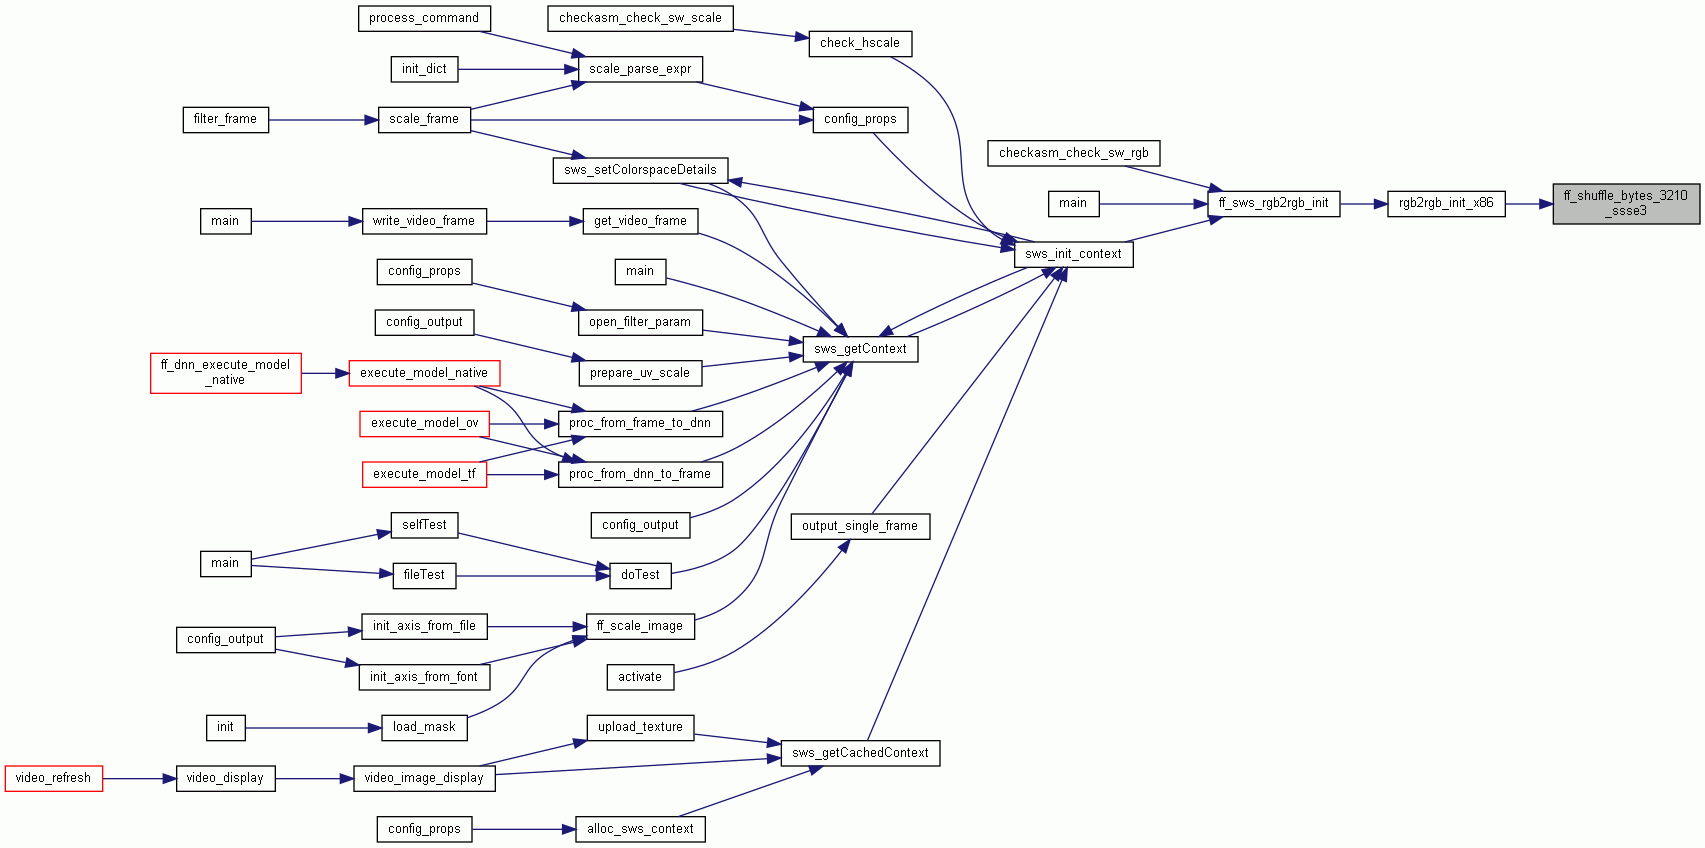 process_command
checkasm_check_sw_scale
check_hscale
init_dict
scale_parse_expr
filter_frame
scale_frame
config_props
checkasm_check_sw_rgb
sws_setColorspaceDetails
ff_shuffle_bytes_3210
_ssse3
main
ff_sws_rgb2rgb_init
rgb2rgb_init_x86
main
write_video_frame
get_video_frame
sws_init_context
config_props
main
config_output
open_filter_param
sws_getContext
ff_dnn_execute_model
_native
execute_model_native
prepare_uv_scale
execute_model_ov
proc_from_frame_to_dnn
execute_model_tf
proc_from_dnn_to_frame
selfTest
config_output
output_single_frame
main
fileTest
doTest
config_output
init_axis_from_file
ff_scale_image
init_axis_from_font
activate
init
load_mask
upload_texture
sws_getCachedContext
video_refresh
video_display
video_image_display
config_props
alloc_sws_context